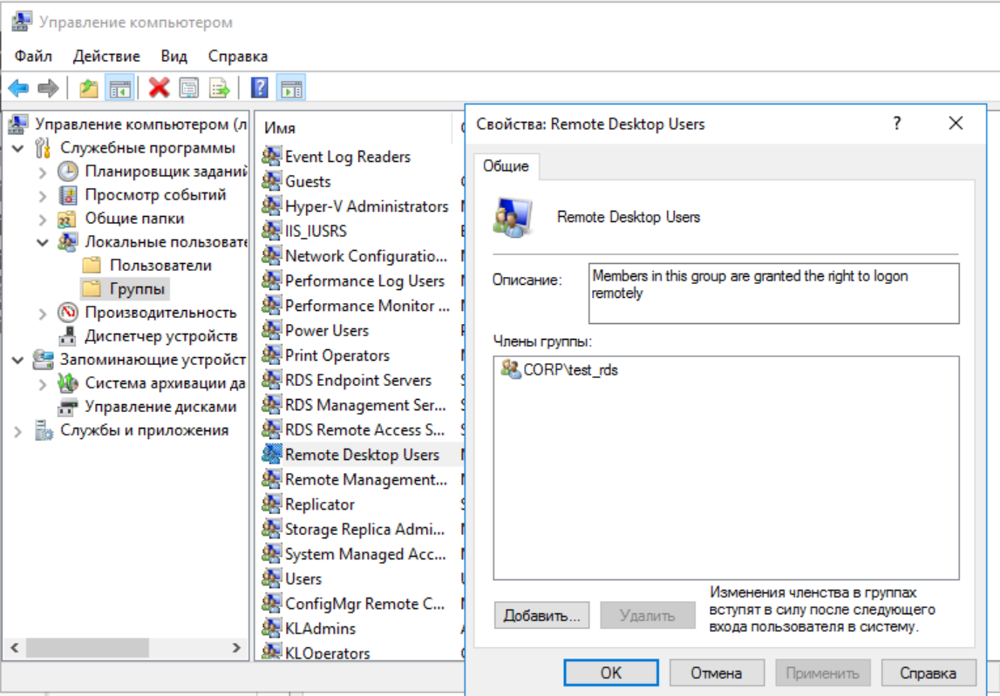 Управление компьютером
Файл Действие Вид Справка
Управление компьютером (л
Служебные программы
Планировщик заданий
Просмотр событий
Общие папки
Локальные пользовате
Пользователи
Группы
Производительность
Диспетчер устройств
Запоминающие устройст
Система архивации да
Управление дисками
Службы и приложения
Имя
Event Log Readers
Guests
Hyper-V Administrators
IIS_IUSRS
Network Configuratio...
Performance Log Users
Performance Monitor ...
Power Users
Print Operators
RDS Endpoint Servers
RDS Management Ser...
RDS Remote Access S...
Remote Desktop Users
Remote Management...
Replicator
Storage Replica Admi...
System Managed Acc...
Users
ConfigMgr Remote C...
KLAdmins
KLOperators
Свойства: Remote Desktop Users
?
Общие
Remote Desktop Users
Описание:
Members in this group are granted the right to logon
remotely
Члены группы:
CORP\test_rds
Добавить...
Удалить
Изменения членства в группах
вступят в силу после следующего
входа пользователя в систему.
OK
Отмена
Применить
Справка